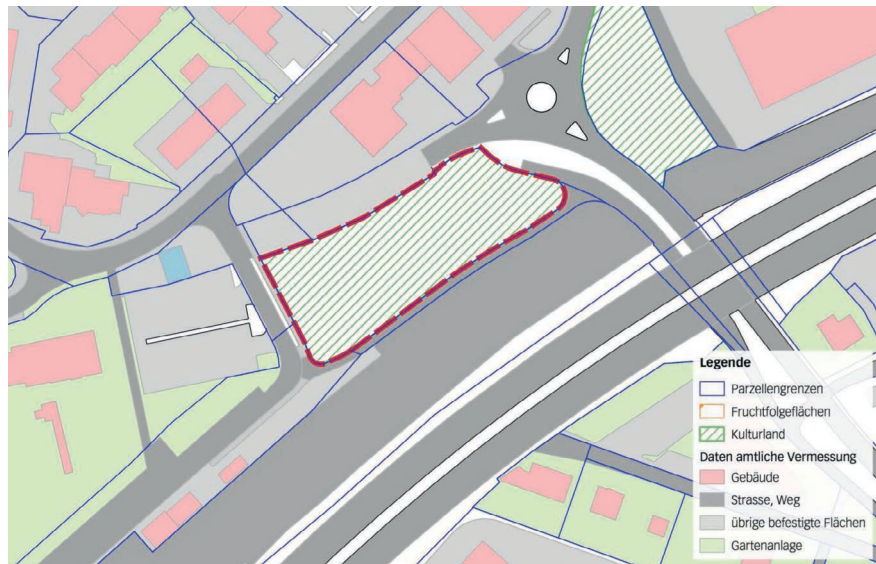 Legende
Parzellengrenzen
Fruchtfolgeflächen
Kulturland
Daten amtliche Vermessung
Gebäude
Strasse, Weg
übrige befestigte Flächen
Gartenanlage